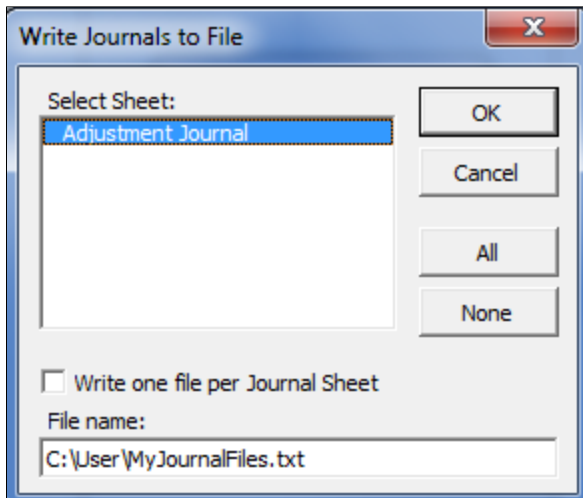 Write Journals to File
X
Select Sheet:
Adjustment Journal
OK
Cancel
All
None
Write one file per Journal Sheet
File name:
C:\User\MyJournalFiles.txt